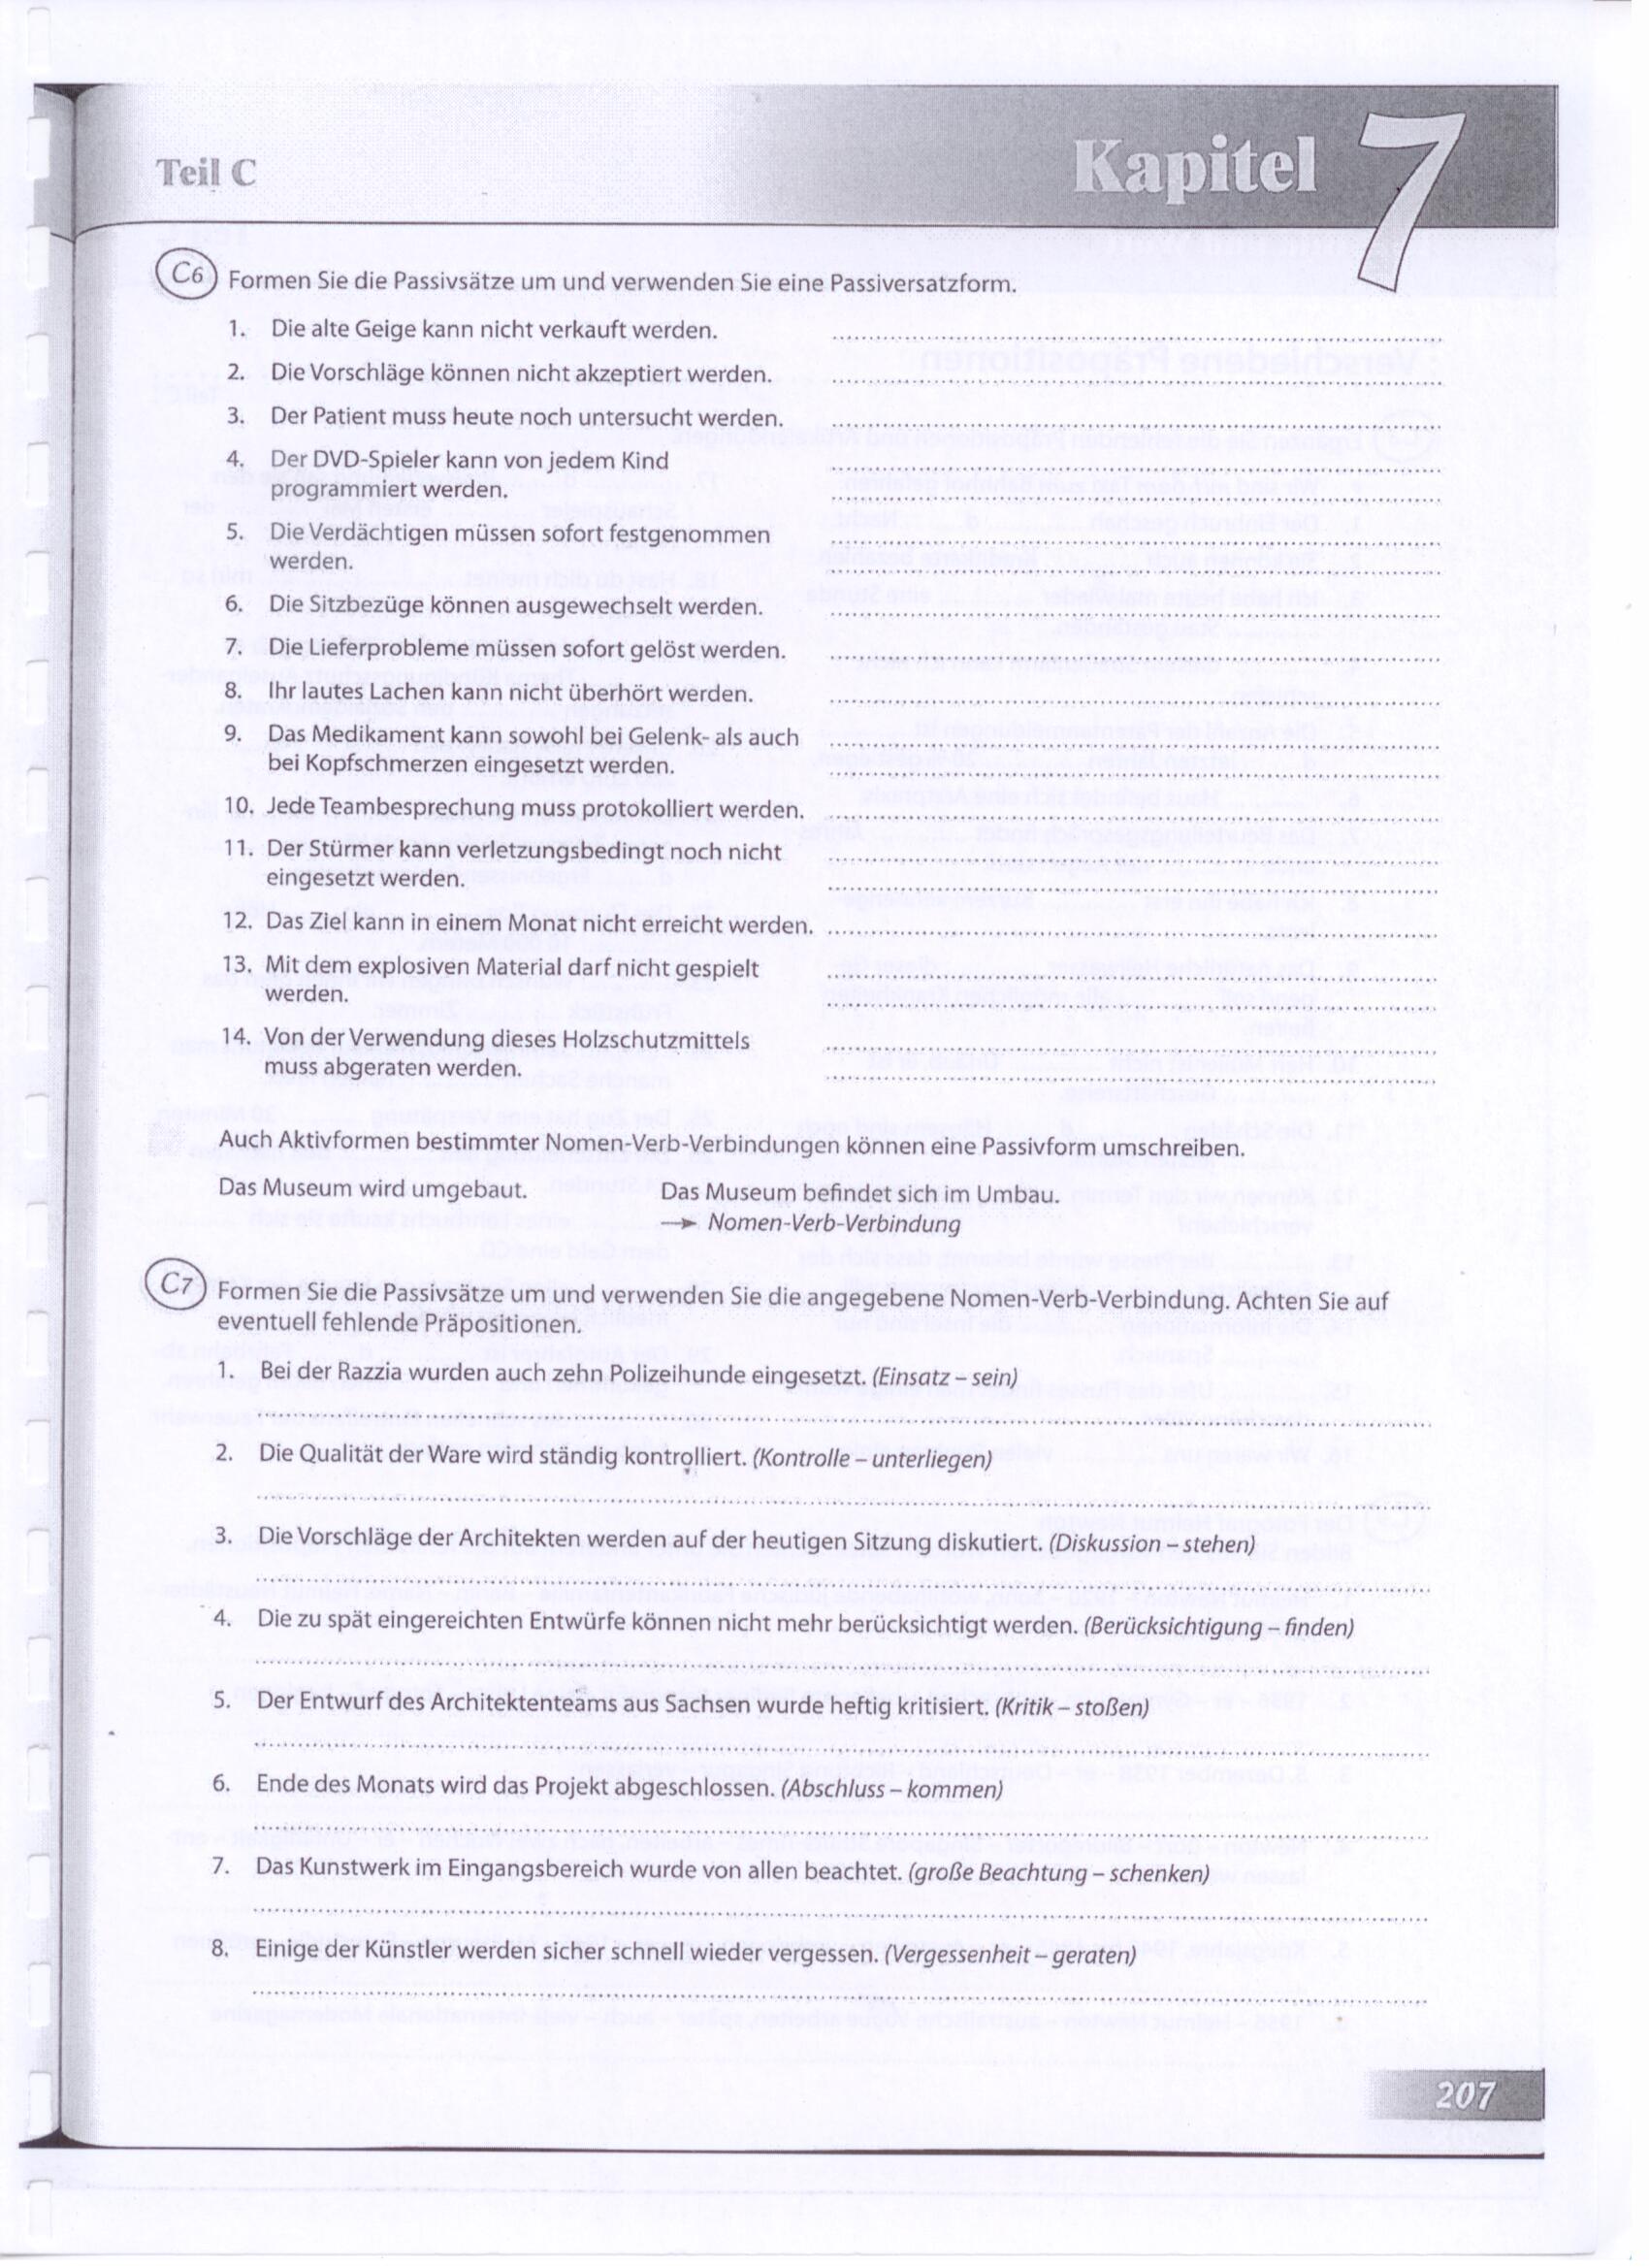 Teil C
Kapitel 7
C6 Formen Sie die Passivsätze um und verwenden Sie eine Passiversatzform.
1. Die alte Geige kann nicht verkauft werden.
2. Die Vorschläge können nicht akzeptiert werden.
3. Der Patient muss heute noch untersucht werden.
4. Der DVD-Spieler kann von jedem Kind
programmiert werden.
5. Die Verdächtigen müssen sofort festgenommen
werden.
6. Die Sitzbezüge können ausgewechselt werden.
7. Die Lieferprobleme müssen sofort gelöst werden.
8. Ihr lautes Lachen kann nicht überhört werden.
9. Das Medikament kann sowohl bei Gelenk- als auch
bei Kopfschmerzen eingesetzt werden.
10. Jede Teambesprechung muss protokolliert werden.
11. Der Stürmer kann verletzungsbedingt noch nicht
eingesetzt werden.
12. Das Ziel kann in einem Monat nicht erreicht werden.
13. Mit dem explosiven Material darf nicht gespielt
werden.
14. Von der Verwendung dieses Holzschutzmittels
muss abgeraten werden.
Auch Aktivformen bestimmter Nomen-Verb-Verbindungen können eine Passivform umschreiben.
Das Museum wird umgebaut. Das Museum befindet sich im Umbau.
→ Nomen-Verb-Verbindung
C7 Formen Sie die Passivsätze um und verwenden Sie die angegebene Nomen-Verb-Verbindung. Achten Sie auf
eventuell fehlende Präpositionen.
1. Bei der Razzia wurden auch zehn Polizeihunde eingesetzt. (Einsatz – sein)
2. Die Qualität der Ware wird ständig kontrolliert. (Kontrolle – unterliegen)
3. Die Vorschläge der Architekten werden auf der heutigen Sitzung diskutiert. (Diskussion – stehen)
4. Die zu spät eingereichten Entwürfe können nicht mehr berücksichtigt werden. (Berücksichtigung – finden)
5. Der Entwurf des Architektenteams aus Sachsen wurde heftig kritisiert. (Kritik – stoßen)
6. Ende des Monats wird das Projekt abgeschlossen. (Abschluss – kommen)
7. Das Kunstwerk im Eingangsbereich wurde von allen beachtet. (große Beachtung – schenken)
8. Einige der Künstler werden sicher schnell wieder vergessen. (Vergessenheit – geraten)
207